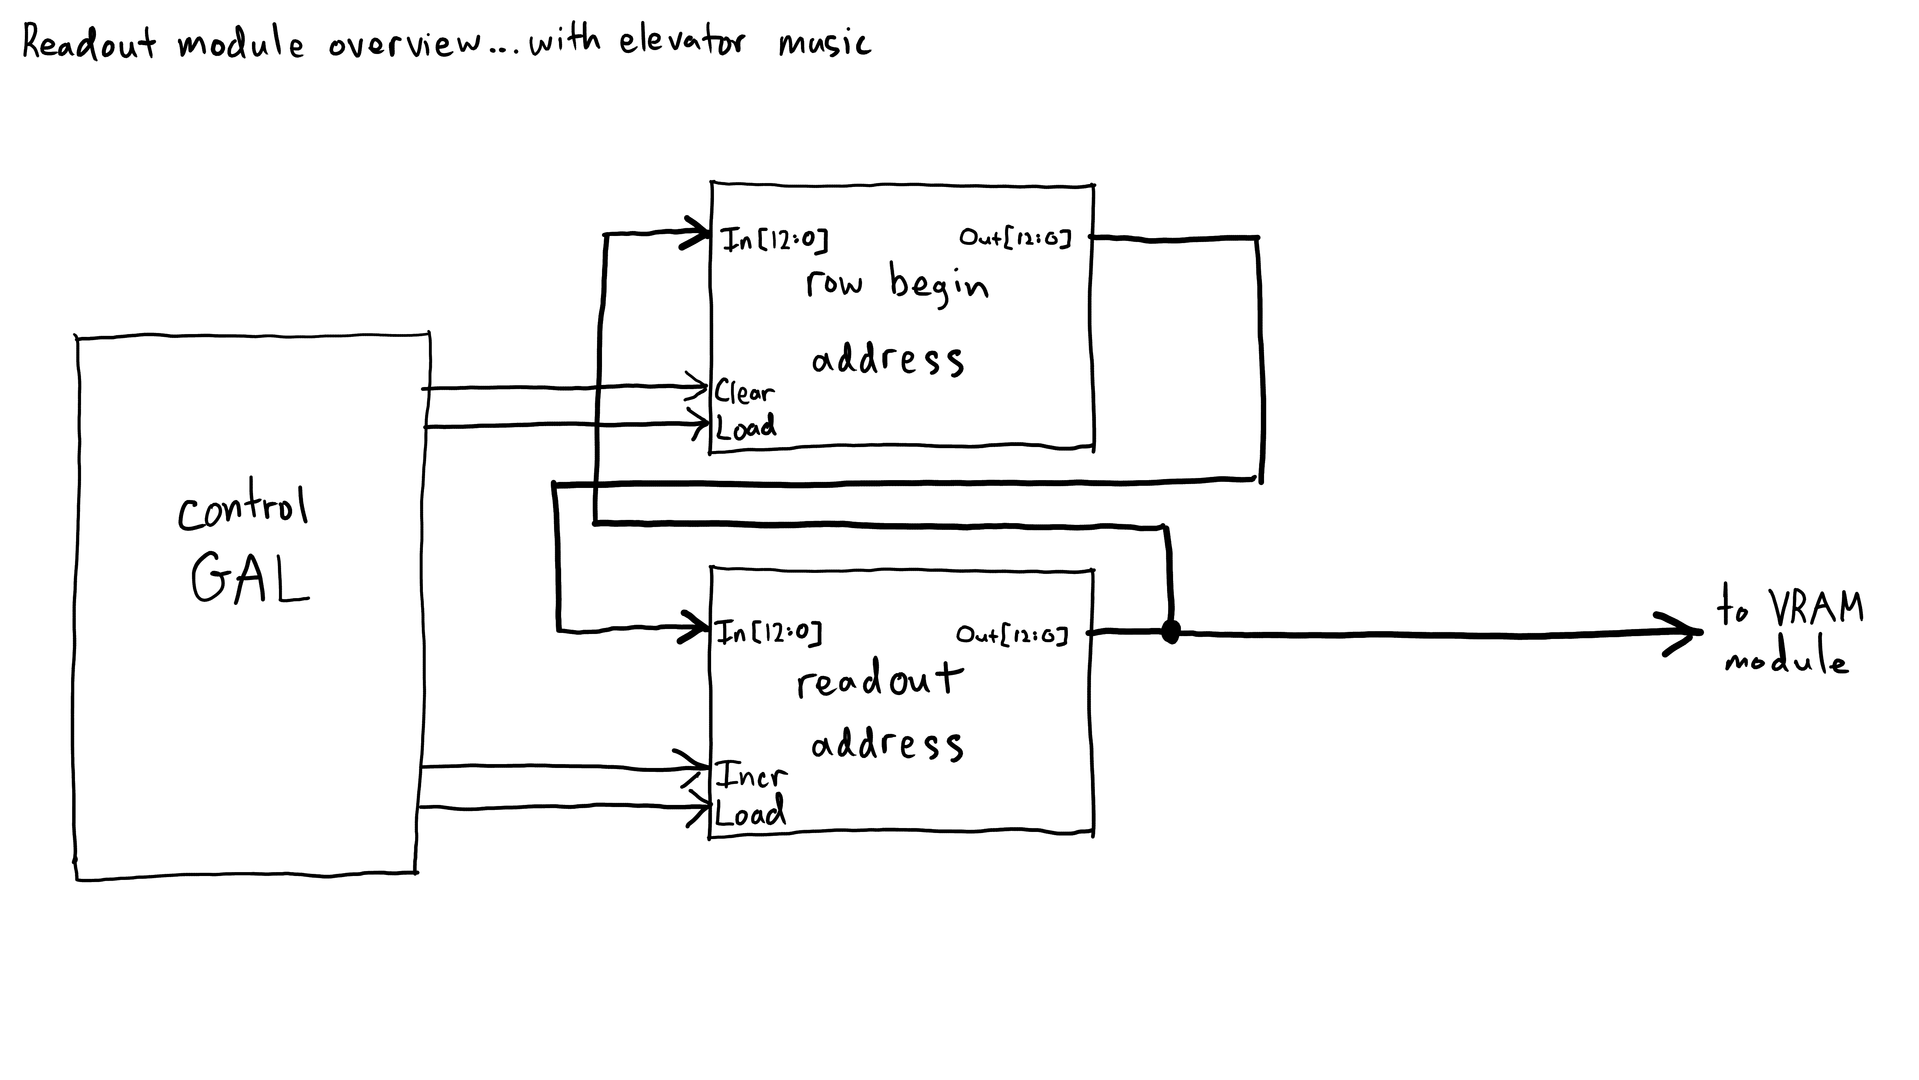 Readout module overview...with elevator music
In[12:0] Out[12:0]
row begin
address
Clear
Load
control
GAL
In[12:0] Out[12:0]
readout
address
Incr
Load
to VRAM
module